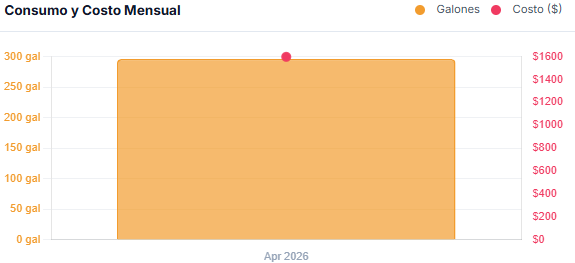 Consumo y Costo Mensual
Galones Costo ($)
300 gal $1600
250 gal $1400
200 gal $1200
150 gal $1000
100 gal $800
50 gal $600
0 gal $400
$200
$0
Apr 2026